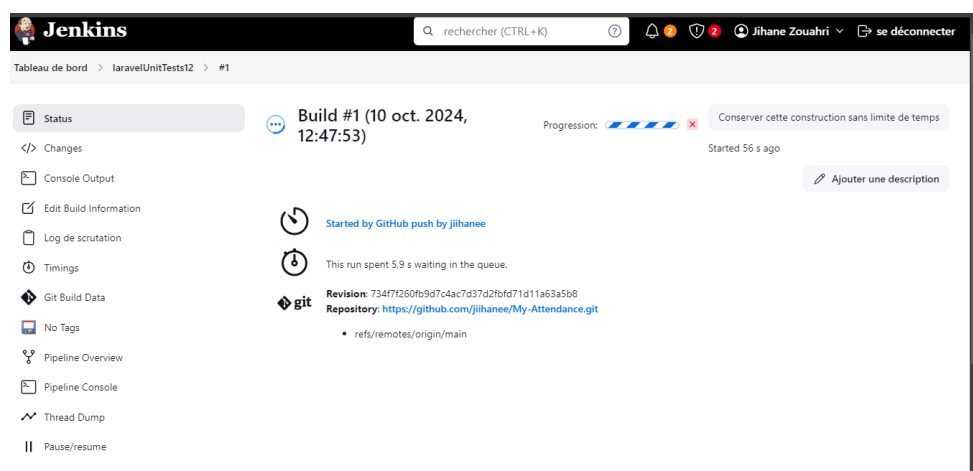 Jenkins
rechercher (CTRL+K)
2
2
Jihane Zouahri
se déconnecter
Tableau de bord > laravelUnitTests12 > #1
Status
Changes
Console Output
Edit Build Information
Log de scrutation
Timings
Git Build Data
No Tags
Pipeline Overview
Pipeline Console
Thread Dump
Pause/resume
Build #1 (10 oct. 2024,
12:47:53)
Progression:
Conserver cette construction sans limite de temps
Started 56 s ago
Ajouter une description
Started by GitHub push by jiihanee
This run spent 5,9 s waiting in the queue.
git
Revision: 734f7f260fb9d7c4ac7d37d2fbfd71d11a63a5b8
Repository: https://github.com/jiihanee/My-Attendance.git
• refs/remotes/origin/main